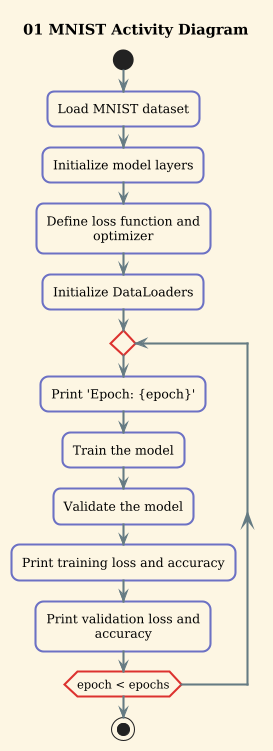 01 MNIST Activity Diagram
Load MNIST dataset
Initialize model layers
Define loss function and
optimizer
Initialize DataLoaders
Print 'Epoch: {epoch}'
Train the model
Validate the model
Print training loss and accuracy
Print validation loss and
accuracy
epoch < epochs